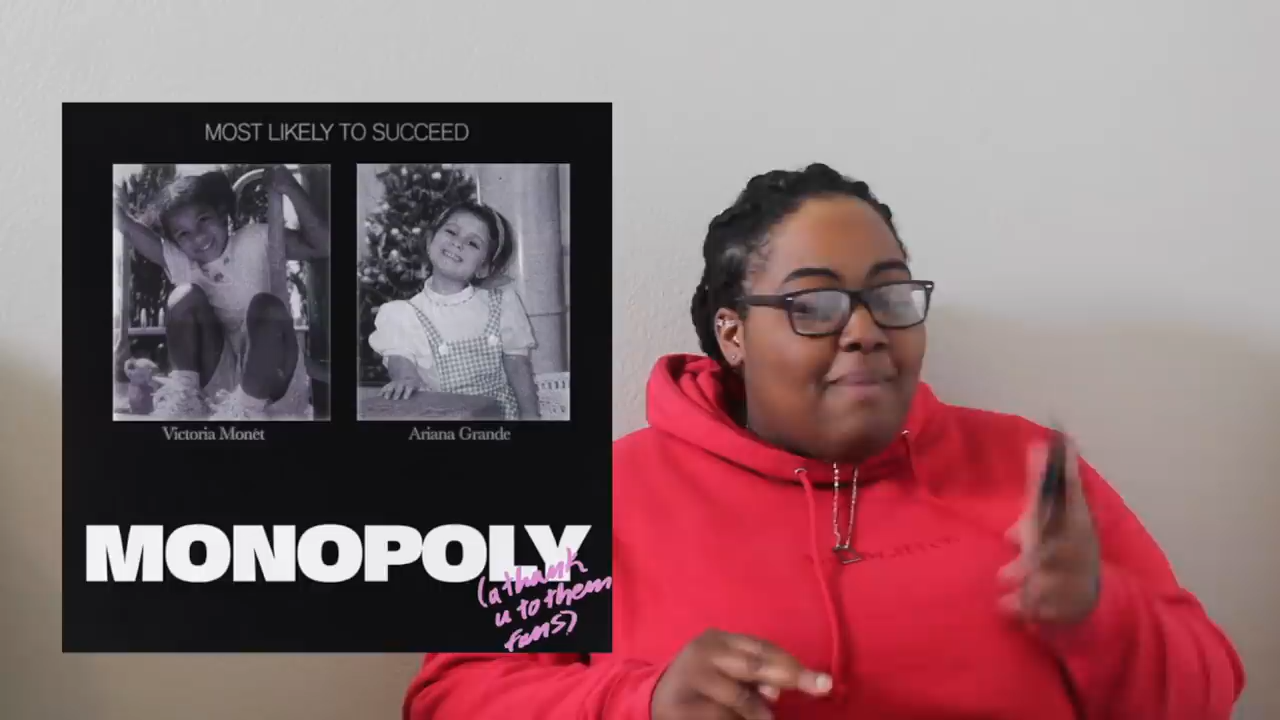 MOST LIKELY TO SUCCEED
Victoria Monét
Ariana Grande
MONOPOLY
(a thank
u to them
fans)